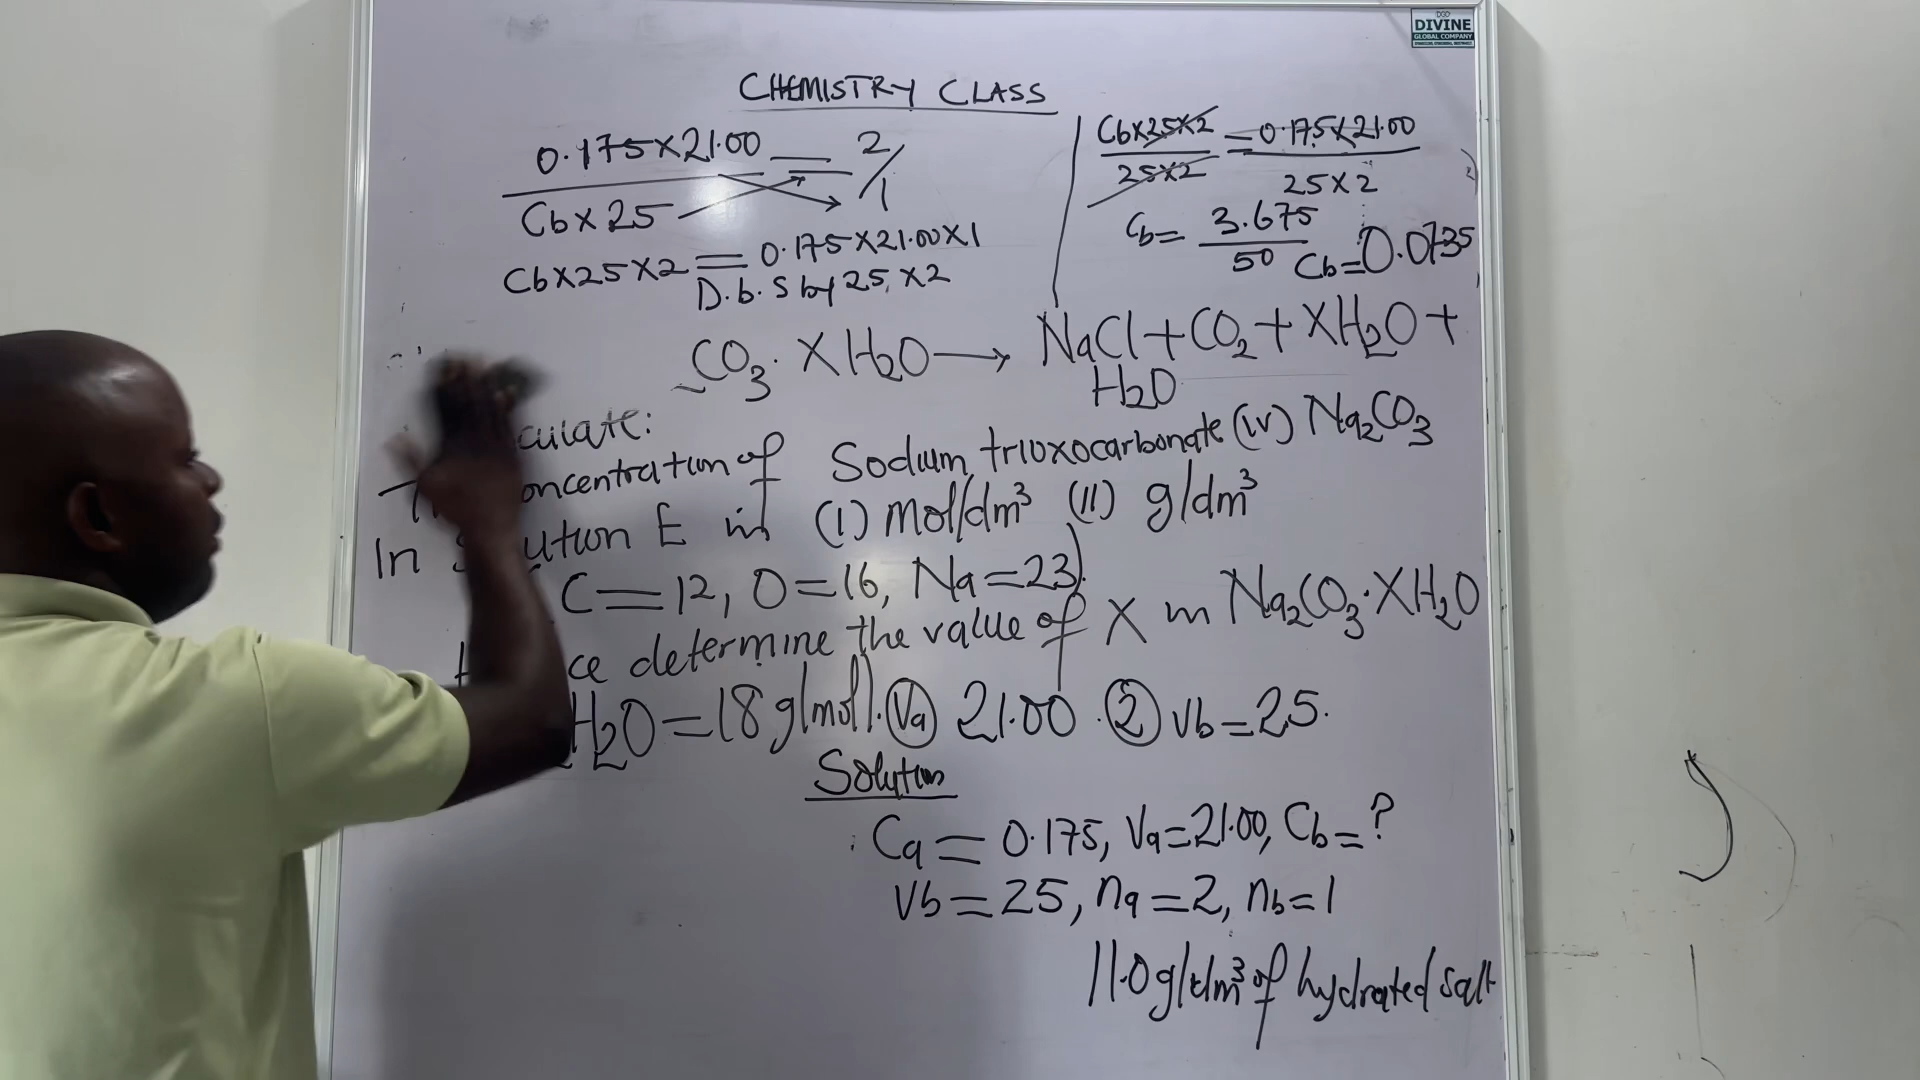 DGC
DIVINE
GLOBAL COMPANY
CHEMISTRY CLASS
0.175×21.00 = 2/1
Cb×25
Cb×25×2 = 0.175×21.00×1
D.b.S by 25×2
Cb×25×2 = 0.175×21.00
25×2 25×2
Cb = 3.675
50
Cb=0.0735
CO₃·XH₂O → NaCl+CO₂+XH₂O+
H₂O
culate:
oncentration of Sodium trioxocarbonate (iv) Na₂CO₃
In ution E in (I) mol/dm³ (II) g/dm³
C=12, O=16, Na=23)
ce determine the value of X in Na₂CO₃·XH₂O
H₂O=18g/mol). Va 21.00 . 2 Vb=25.
Solution
Ca = 0.175, Va=21.00, Cb=?
Vb=25, na=2, nb=1
11.0g/dm³ of hydrated salt